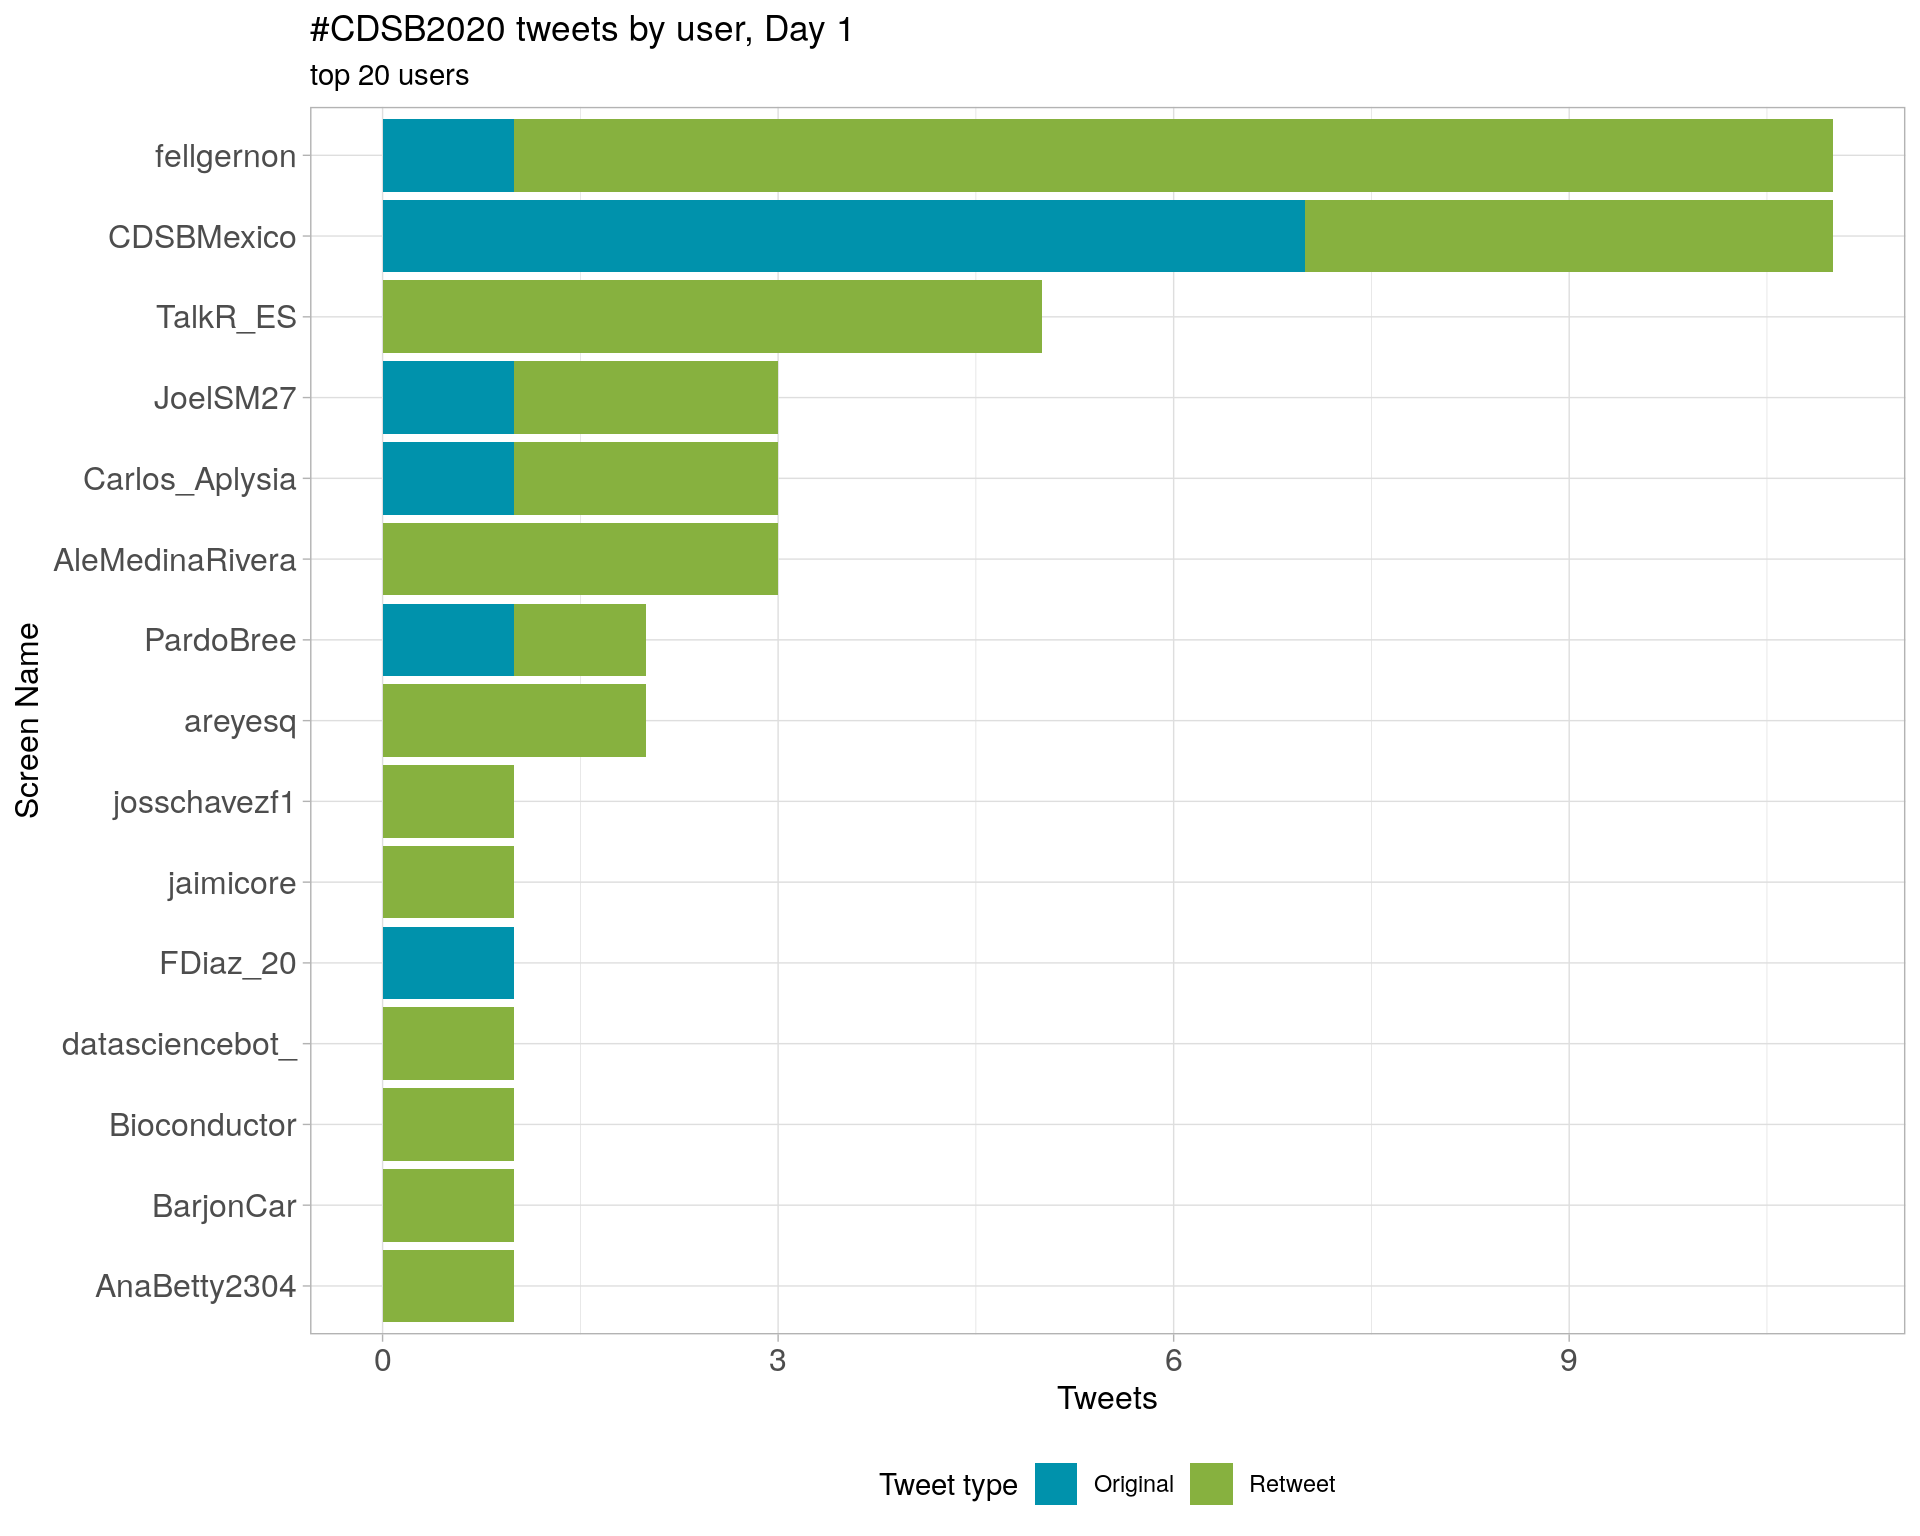 #CDSB2020 tweets by user, Day 1
top 20 users
Screen Name
fellgernon
CDSBMexico
TalkR_ES
JoelSM27
Carlos_Aplysia
AleMedinaRivera
PardoBree
areyesq
josschavezf1
jaimicore
FDiaz_20
datasciencebot_
Bioconductor
BarjonCar
AnaBetty2304
0 3 6 9
Tweets
Tweet type Original Retweet